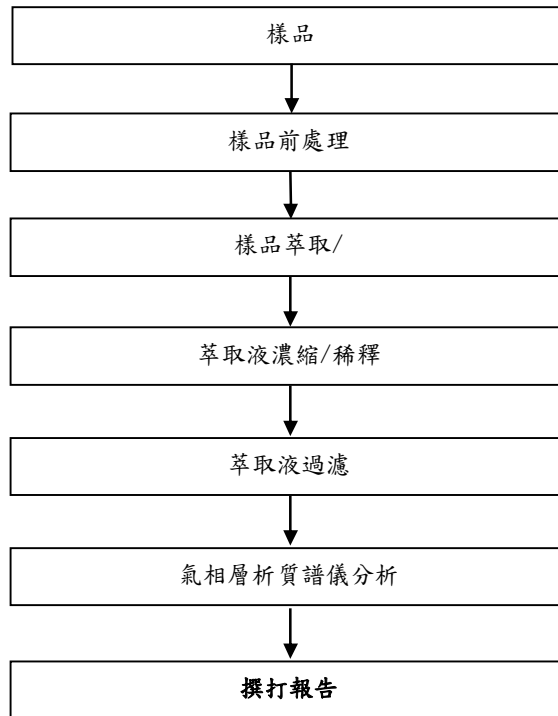 樣品
樣品前處理
樣品萃取/
萃取液濃縮/稀釋
萃取液過濾
氣相層析質譜儀分析
撰打報告